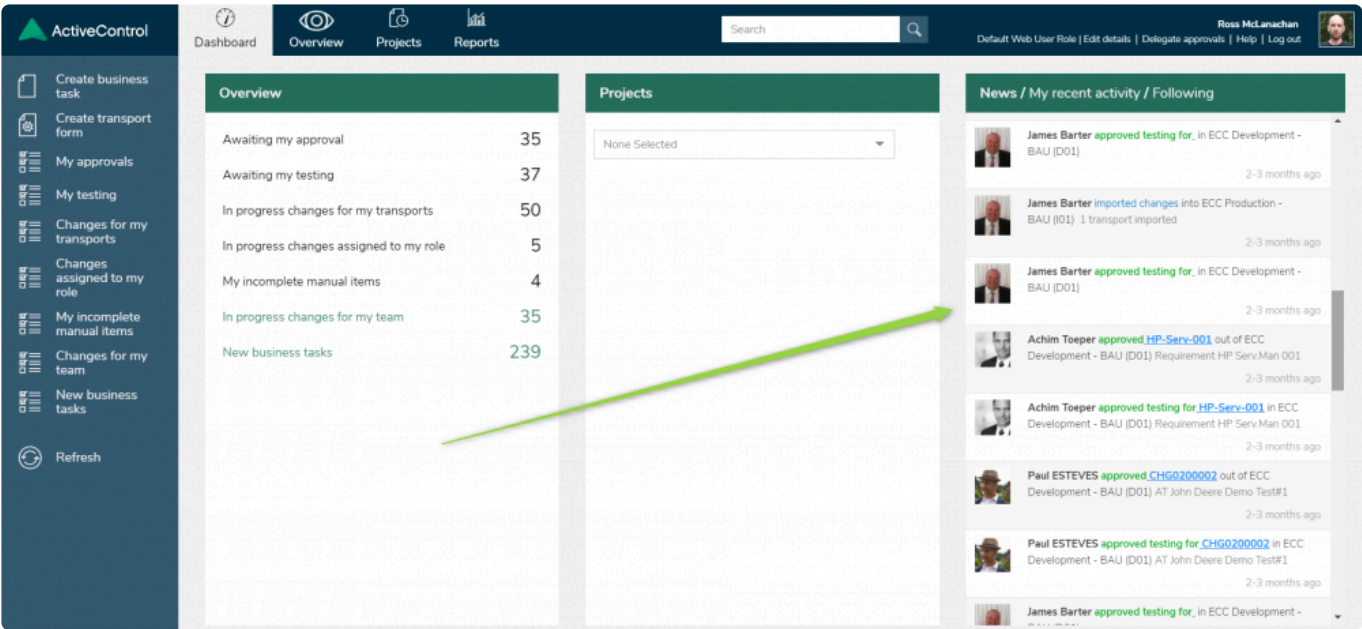 ActiveControl
Dashboard
Overview
Projects
Reports
Search
Ross McLanachan
Default Web User Role | Edit details | Delegate approvals | Help | Log out
Create business
task
Create transport
form
My approvals
My testing
Changes for my
transports
Changes
assigned to my
role
My incomplete
manual items
Changes for my
team
New business
tasks
Refresh
Overview
Awaiting my approval 35
Awaiting my testing 37
In progress changes for my transports 50
In progress changes assigned to my role 5
My incomplete manual items 4
In progress changes for my team 35
New business tasks 239
Projects
None Selected
News / My recent activity / Following
James Barter approved testing for in ECC Development -
BAU (D01)
2-3 months ago
James Barter imported changes into ECC Production -
BAU (I01) 1 transport imported
2-3 months ago
James Barter approved testing for in ECC Development -
BAU (D01)
2-3 months ago
Achim Toeper approved HP-Serv-001 out of ECC
Development - BAU (D01) Requirement HP Serv.Man 001
2-3 months ago
Achim Toeper approved testing for HP-Serv-001 in ECC
Development - BAU (D01) Requirement HP Serv.Man 001
2-3 months ago
Paul ESTEVES approved CHG0200002 out of ECC
Development - BAU (D01) AT John Deere Demo Test#1
2-3 months ago
Paul ESTEVES approved testing for CHG0200002 in ECC
Development - BAU (D01) AT John Deere Demo Test#1
2-3 months ago
James Barter approved testing for in ECC Development -